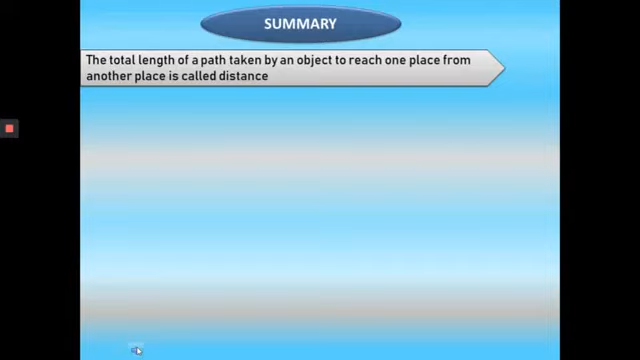 SUMMARY
The total length of a path taken by an object to reach one place from
another place is called distance